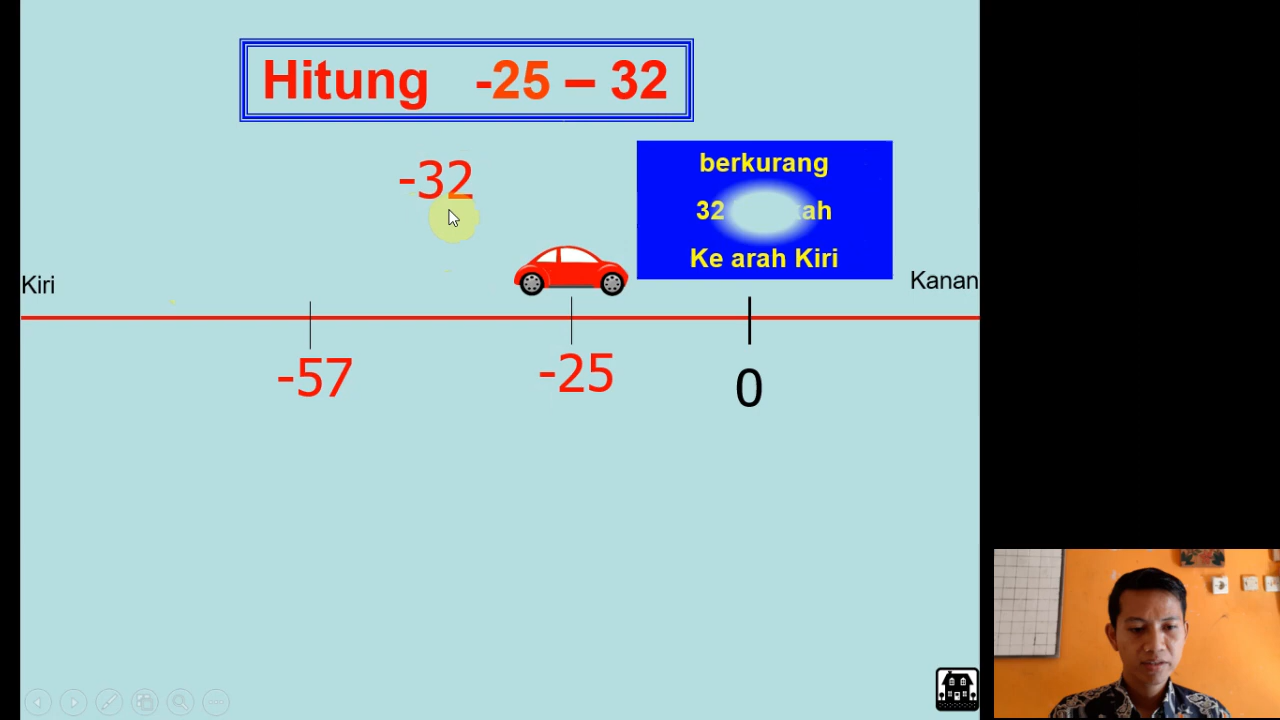 Hitung -25 – 32
-32
berkurang
32
Ke arah Kiri
Kiri
Kanan
-57
-25
0